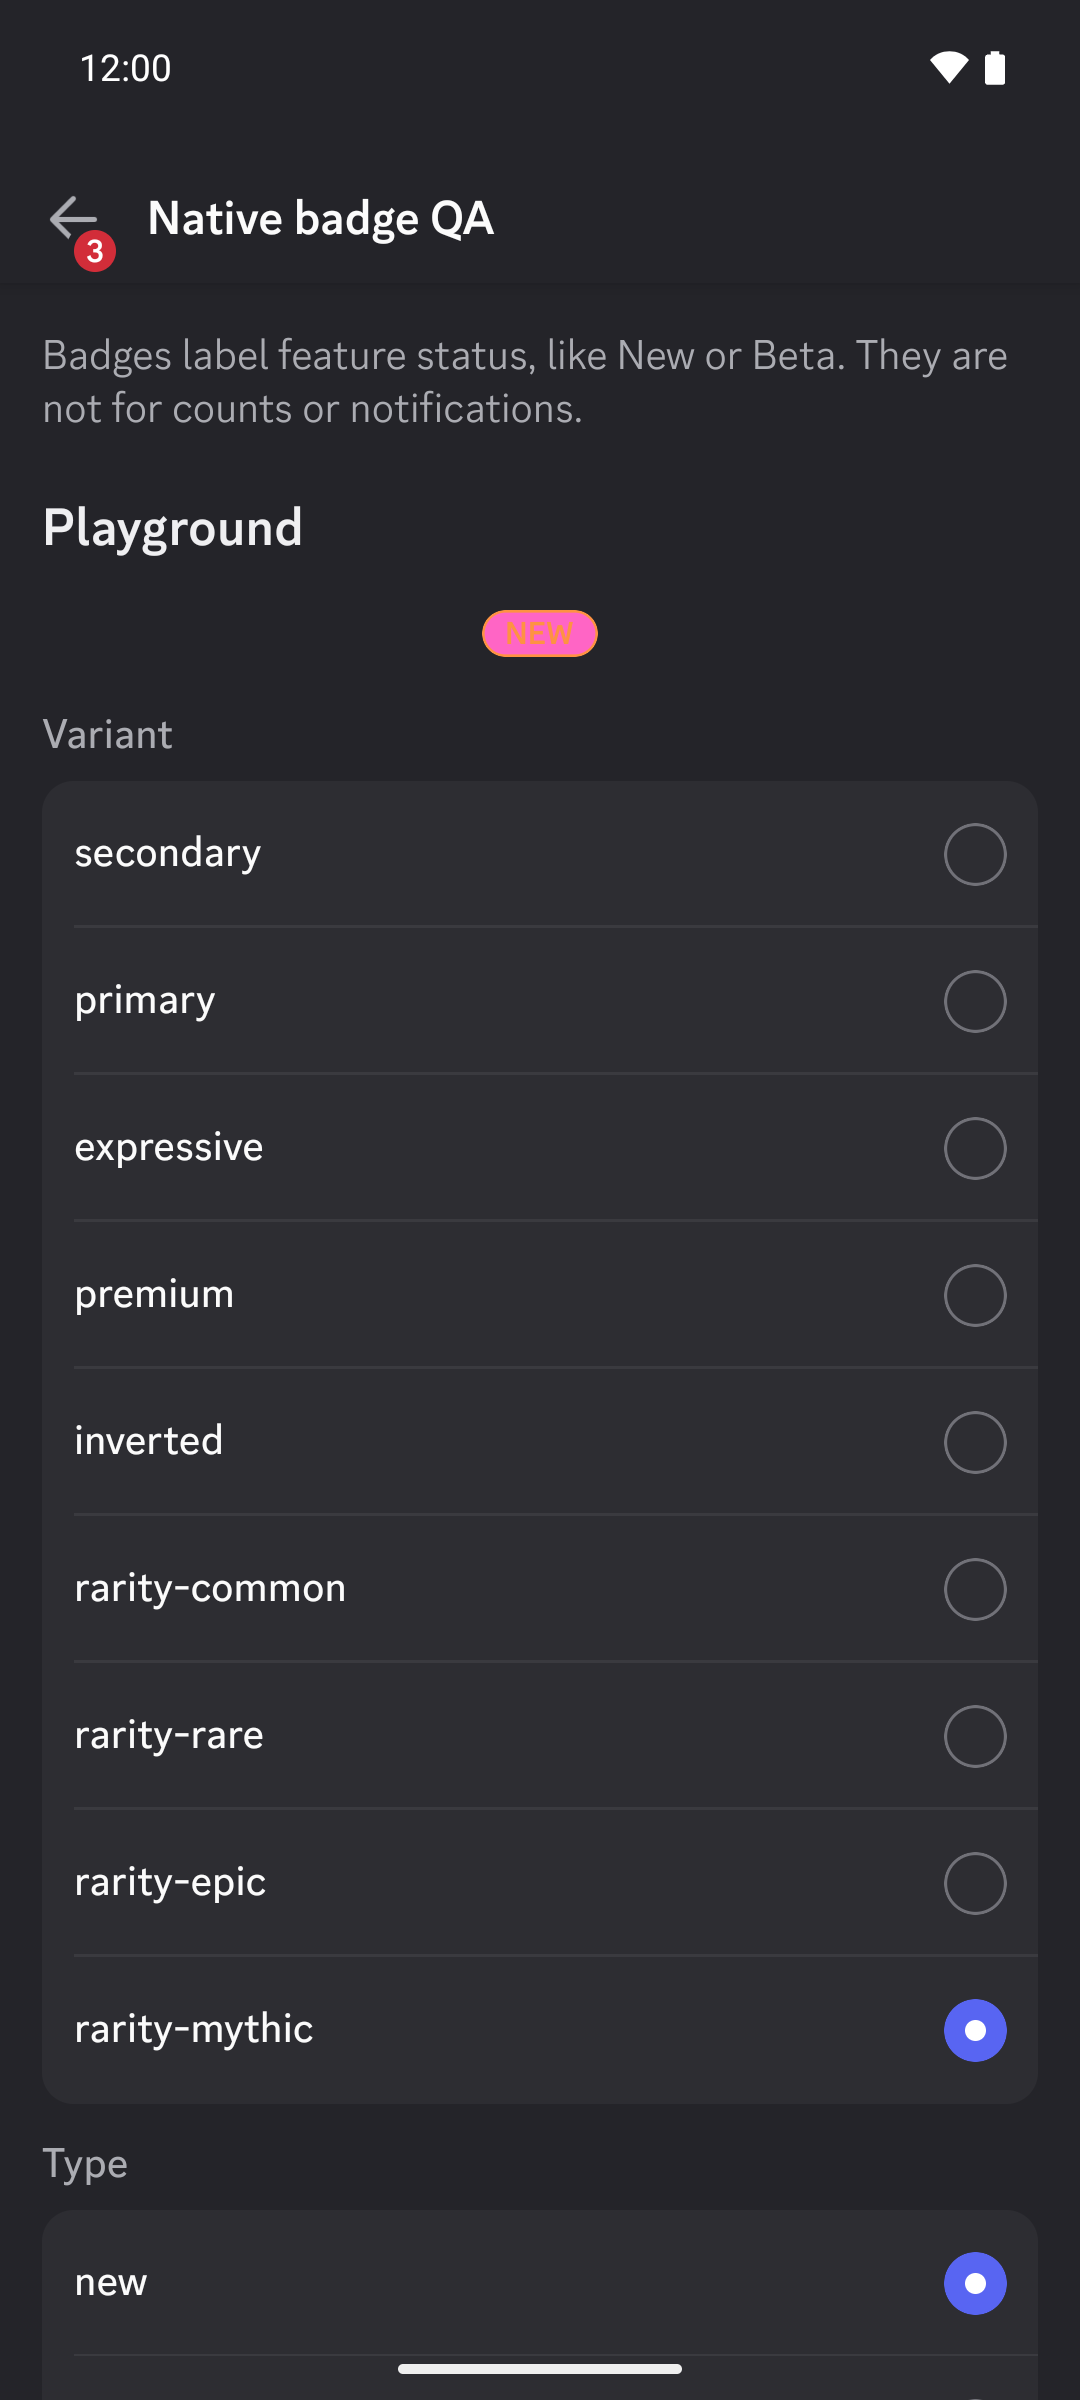 12:00
3
Native badge QA
Badges label feature status, like New or Beta. They are
not for counts or notifications.
Playground
NEW
Variant
secondary
primary
expressive
premium
inverted
rarity-common
rarity-rare
rarity-epic
rarity-mythic
Type
new